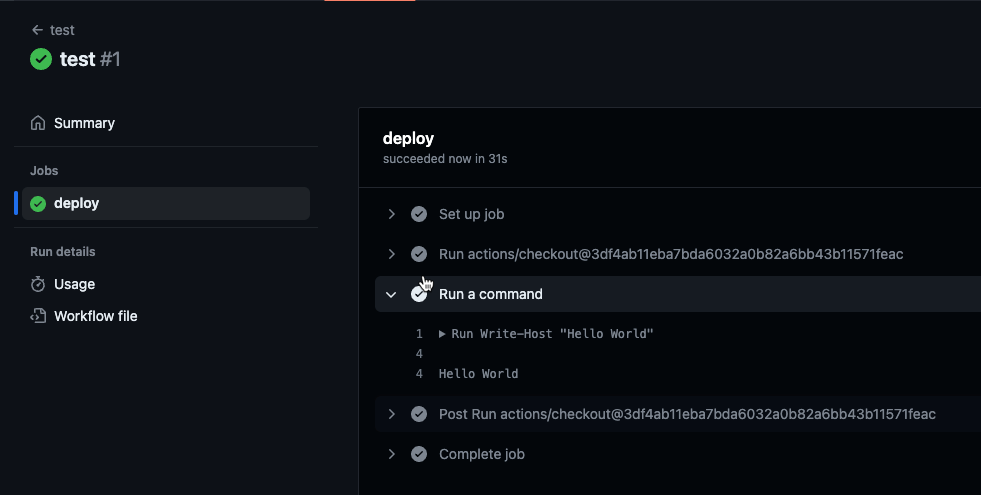 ← test
test #1
Summary
Jobs
deploy
Run details
Usage
Workflow file
deploy
succeeded now in 31s
Set up job
Run actions/checkout@3df4ab11eba7bda6032a0b82a6bb43b11571feac
Run a command
1 ▶ Run Write-Host "Hello World"
4
4 Hello World
Post Run actions/checkout@3df4ab11eba7bda6032a0b82a6bb43b11571feac
Complete job